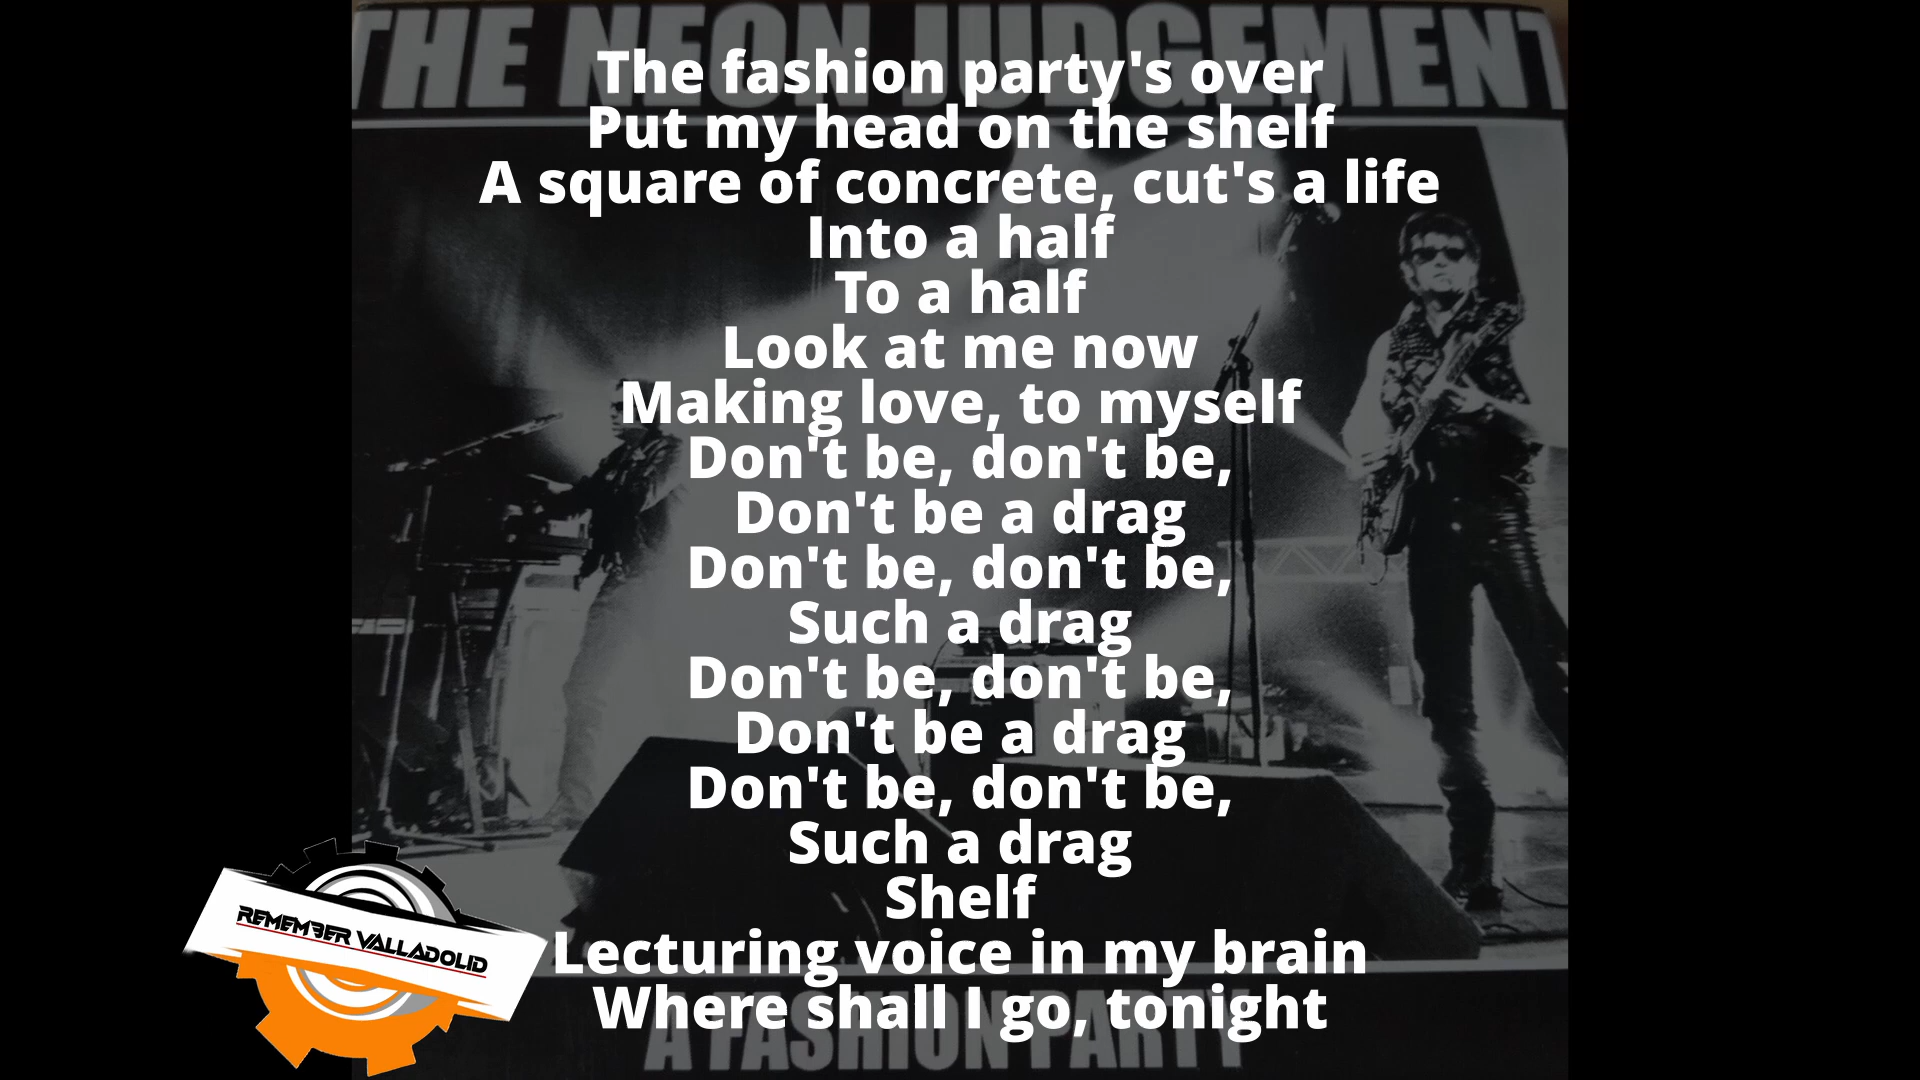 THE NEON JUDGEMENT
The fashion party's over
Put my head on the shelf
A square of concrete, cut's a life
Into a half
To a half
Look at me now
Making love, to myself
Don't be, don't be,
Don't be a drag
Don't be, don't be,
Such a drag
Don't be, don't be,
Don't be a drag
Don't be, don't be,
Such a drag
Shelf
Lecturing voice in my brain
Where shall I go, tonight
A FASHION PARTY
REMEMBER VALLADOLID